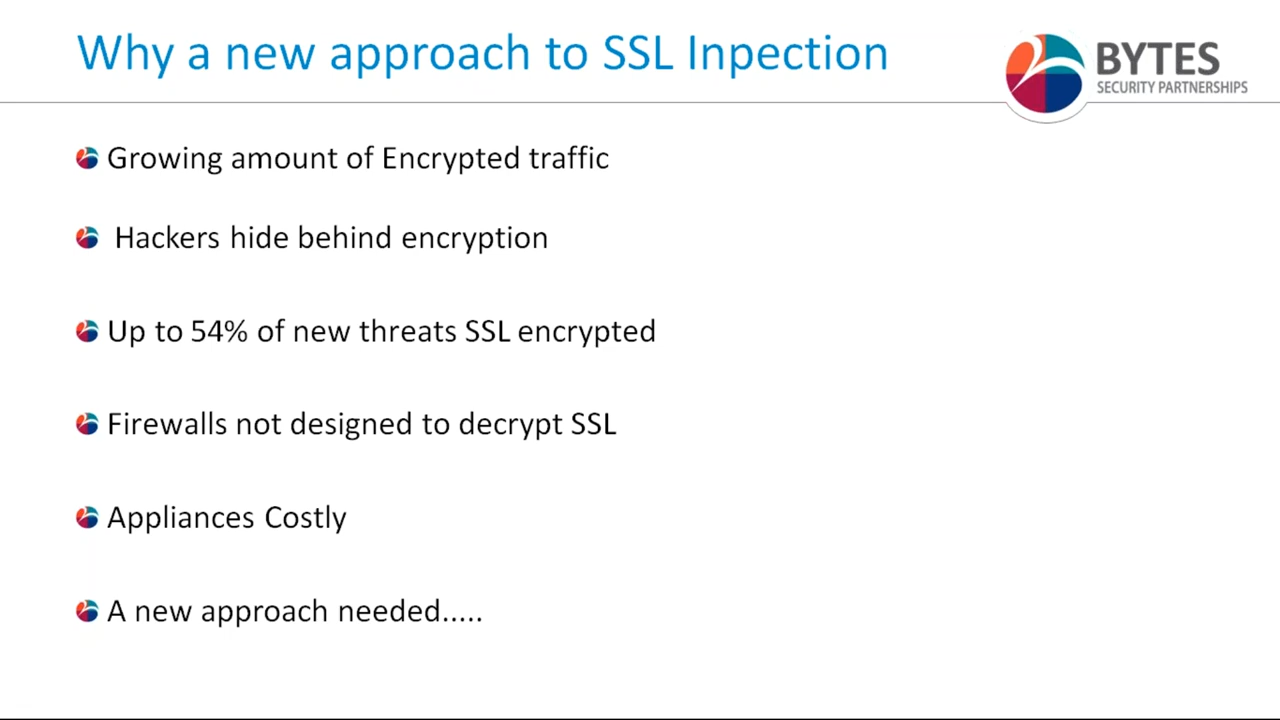 Why a new approach to SSL Inpection
BYTES
SECURITY PARTNERSHIPS
Growing amount of Encrypted traffic
Hackers hide behind encryption
Up to 54% of new threats SSL encrypted
Firewalls not designed to decrypt SSL
Appliances Costly
A new approach needed.....